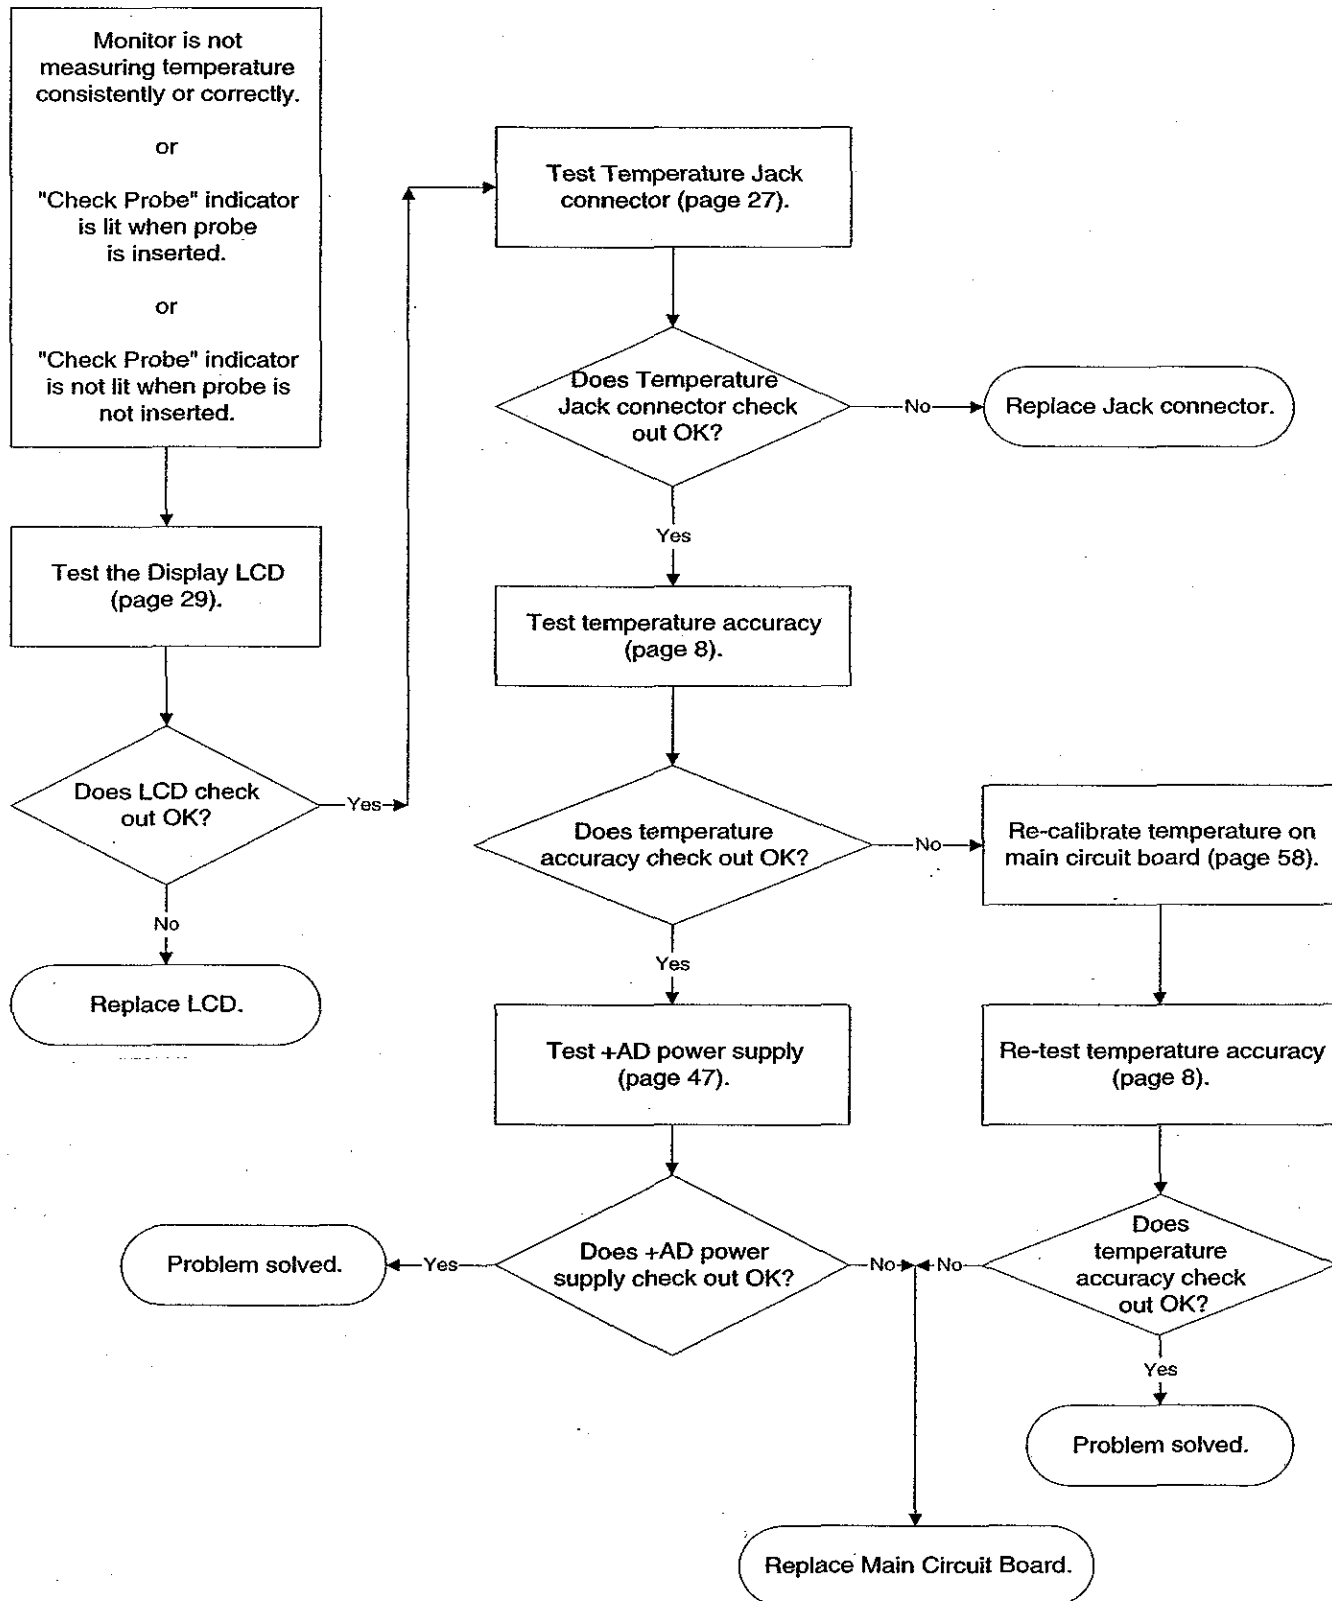 Monitor is not
measuring temperature
consistently or correctly.
or
"Check Probe" indicator
is lit when probe
is inserted.
or
"Check Probe" indicator
is not lit when probe is
not inserted.
Test the Display LCD
(page 29).
Does LCD check
out OK?
Yes
No
Replace LCD.
Test Temperature Jack
connector (page 27).
Does Temperature
Jack connector check
out OK?
No
Replace Jack connector.
Yes
Test temperature accuracy
(page 8).
Does temperature
accuracy check out OK?
No
Re-calibrate temperature on
main circuit board (page 58).
Yes
Test +AD power supply
(page 47).
Re-test temperature accuracy
(page 8).
Does +AD power
supply check out OK?
Yes
Problem solved.
No
No
Does
temperature
accuracy check
out OK?
Yes
Problem solved.
Replace Main Circuit Board.